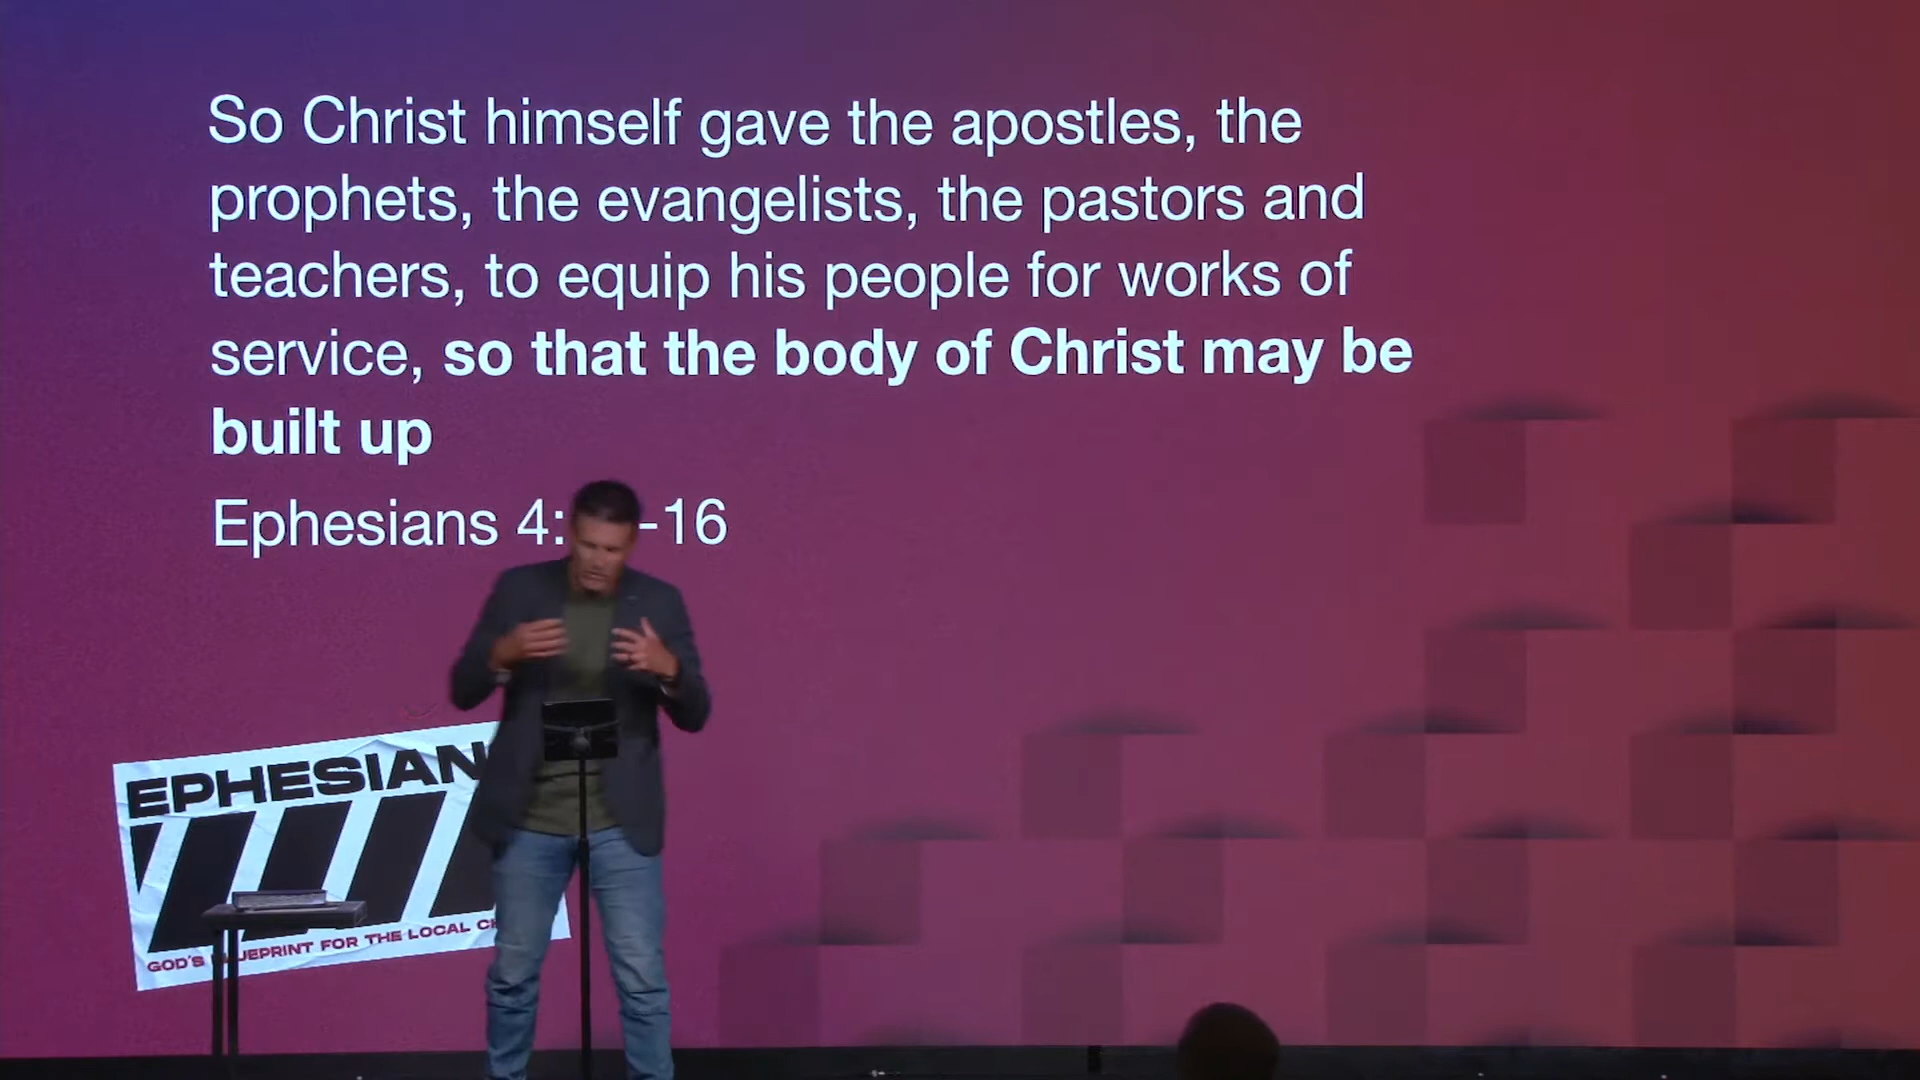 So Christ himself gave the apostles, the
prophets, the evangelists, the pastors and
teachers, to equip his people for works of
service, so that the body of Christ may be
built up
Ephesians 4: -16
EPHESIAN
GOD'S UEPRINT FOR THE LOCAL